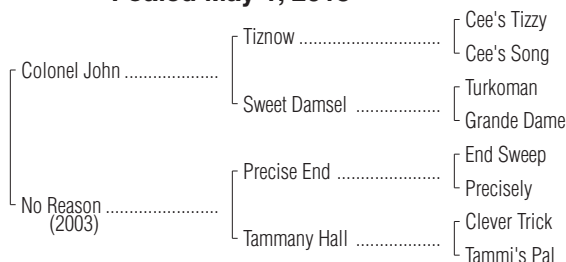 Cee's Tizzy
Tiznow
Cee's Song
Colonel John
Turkoman
Sweet Damsel
Grande Dame
End Sweep
Precise End
Precisely
No Reason
(2003)
Clever Trick
Tammany Hall
Tammi's Pal